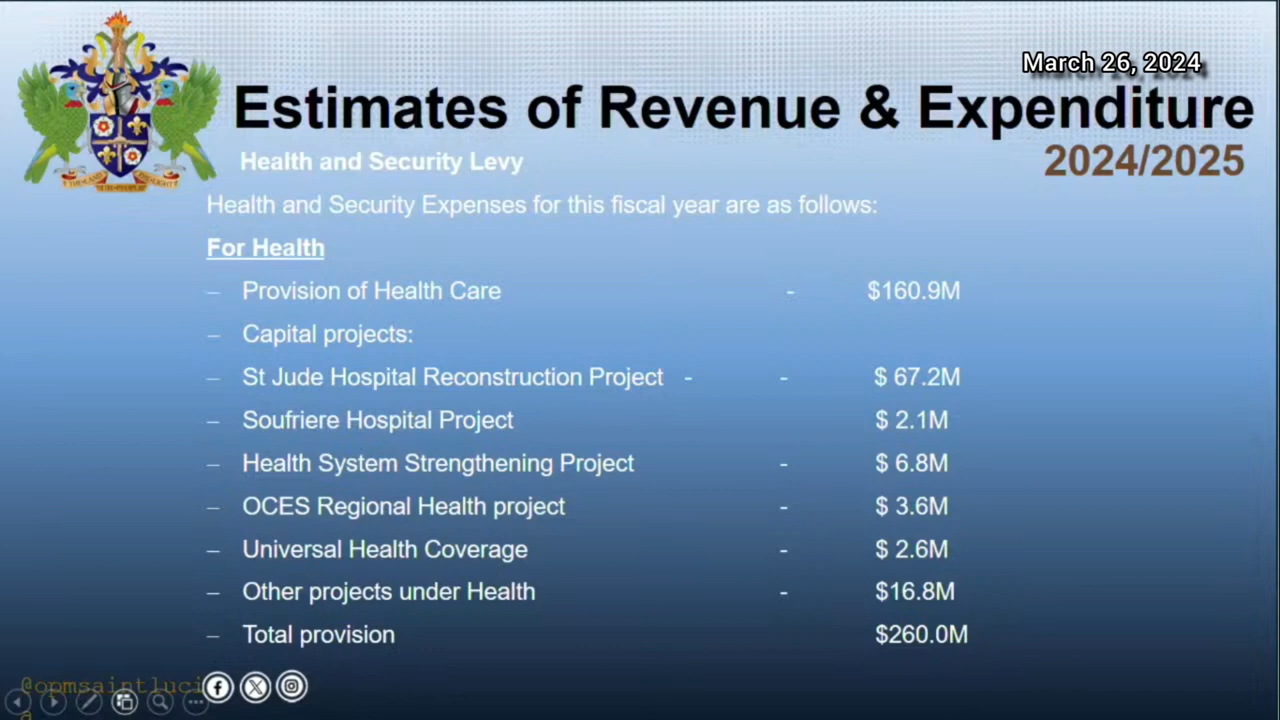 March 26, 2024
Estimates of Revenue & Expenditure
2024/2025
Health and Security Levy
Health and Security Expenses for this fiscal year are as follows:
For Health
– Provision of Health Care - $160.9M
– Capital projects:
– St Jude Hospital Reconstruction Project - - $ 67.2M
– Soufriere Hospital Project $ 2.1M
– Health System Strengthening Project - $ 6.8M
– OCES Regional Health project - $ 3.6M
– Universal Health Coverage - $ 2.6M
– Other projects under Health - $16.8M
– Total provision $260.0M
@opmsaintluci
a